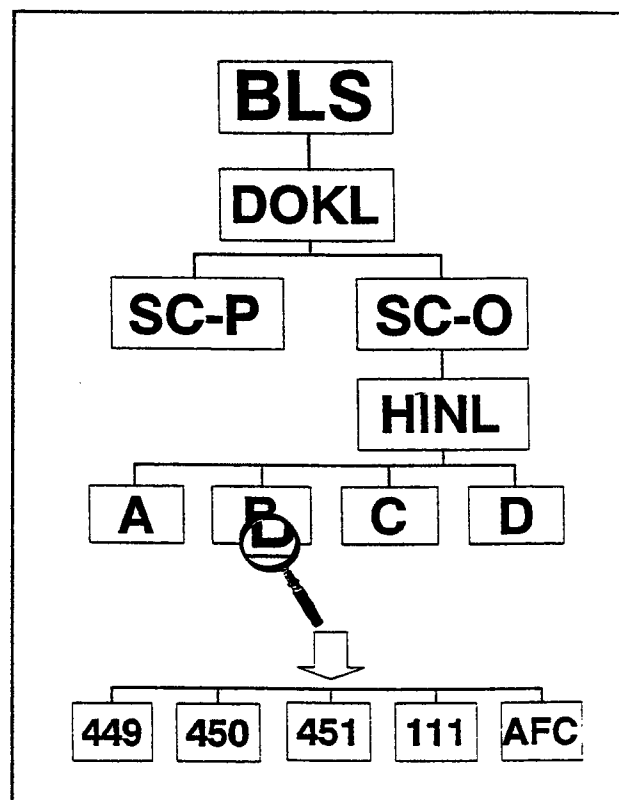 BLS
DOKL
SC-P SC-O
HINL
A B C D
449 450 451 111 AFC